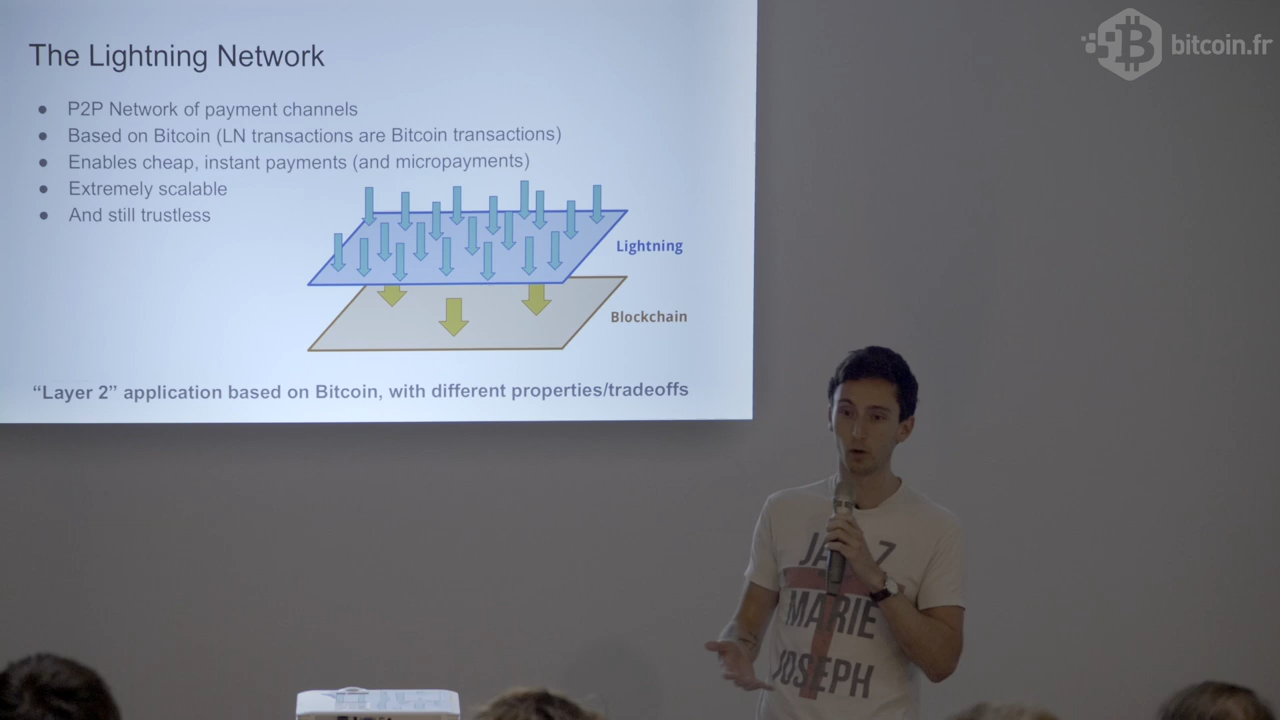 bitcoin.fr
The Lightning Network
● P2P Network of payment channels
● Based on Bitcoin (LN transactions are Bitcoin transactions)
● Enables cheap, instant payments (and micropayments)
● Extremely scalable
● And still trustless
Lightning
Blockchain
“Layer 2” application based on Bitcoin, with different properties/tradeoffs
MARIE
JOSEPH